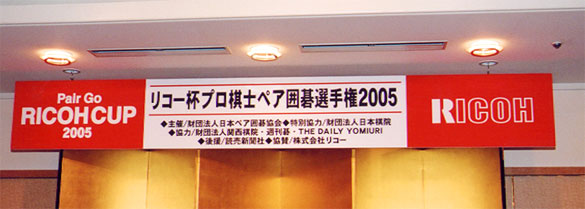 Pair Go
RICOH CUP
2005
リコー杯プロ棋士ペア囲碁選手権2005
◆主催/財団法人日本ペア囲碁協会◆特別協力/財団法人日本棋院
◆協力/財団法人関西棋院・週刊碁・THE DAILY YOMIURI
◆後援/読売新聞社◆協賛/株式会社リコー
RICOH